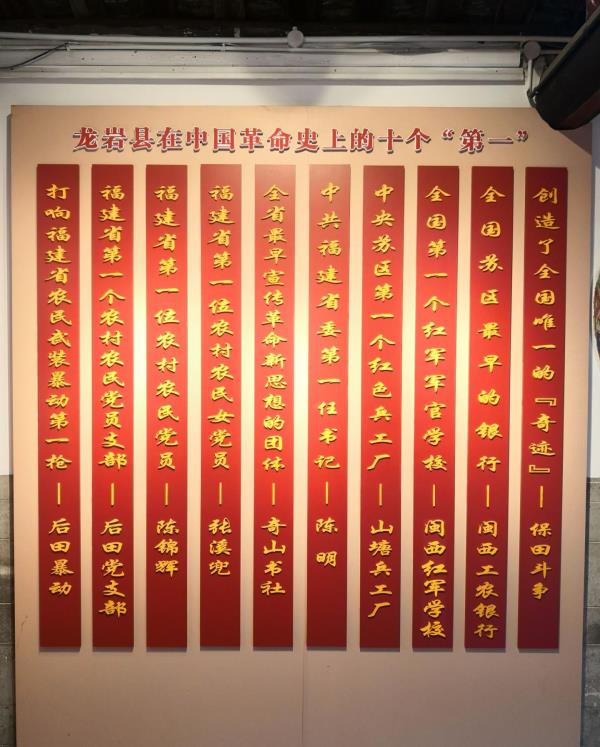 龙岩县在中国革命史上的十个“第一”
打响福建省农民武装暴动第一枪—后田暴动
福建省第一个农村农民党员支部—后田党支部
福建省第一位农村农民党员—陈锦辉
福建省第一位农村农民女党员—张溪兜
全省最早宣传革命新思想的团体—奇山书社
中共福建省委第一任书记—陈明
中央苏区第一个红色兵工厂—山塘兵工厂
全国第一个红军军官学校—闽西红军学校
全国苏区最早的银行—闽西工农银行
创造了全国唯一的『奇迹』—保田斗争